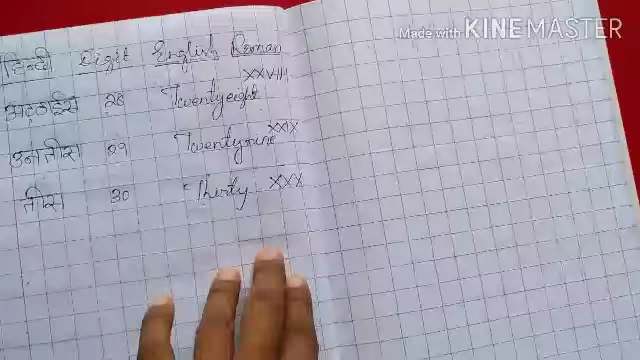 Made with KINEMASTER
हिन्दी Digit English Roman
अट्ठाईस 28 Twentyeight XXVIII
उनतीस 29 Twentynine XXIX
तीस 30 Thirty XXX